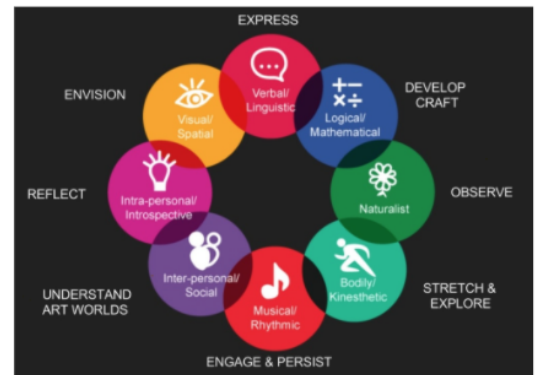 EXPRESS
Verbal/
Linguistic
DEVELOP
CRAFT
Logical/
Mathematical
OBSERVE
Naturalist
STRETCH &
EXPLORE
Bodily/
Kinesthetic
ENGAGE & PERSIST
Musical/
Rhythmic
UNDERSTAND
ART WORLDS
Inter-personal/
Social
REFLECT
Intra-personal/
Introspective
ENVISION
Visual/
Spatial